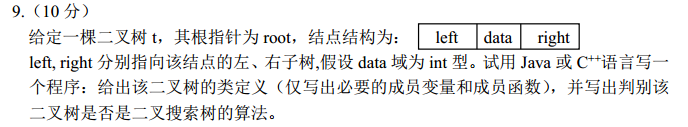 9.（10 分）
给定一棵二叉树 t，其根指针为 root，结点结构为： left data right
left, right 分别指向该结点的左、右子树,假设 data 域为 int 型。试用 Java 或 C++语言写一
个程序：给出该二叉树的类定义（仅写出必要的成员变量和成员函数），并写出判别该
二叉树是否是二叉搜索树的算法。